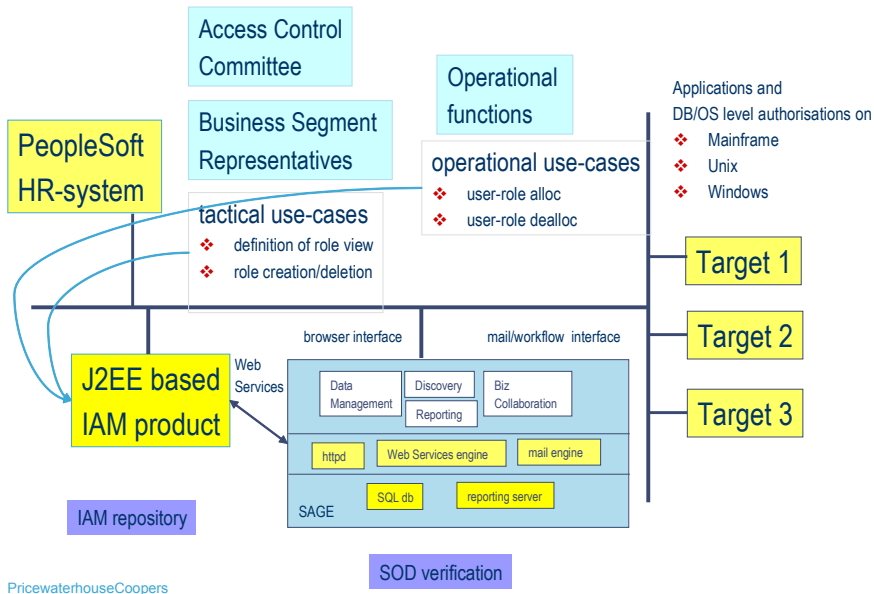 Access Control
Committee
Operational
functions
Applications and
DB/OS level authorisations on
❖ Mainframe
❖ Unix
❖ Windows
PeopleSoft
HR-system
Business Segment
Representatives
operational use-cases
❖ user-role alloc
❖ user-role dealloc
tactical use-cases
❖ definition of role view
❖ role creation/deletion
Target 1
Target 2
Target 3
browser interface
mail/workflow interface
J2EE based
IAM product
Web
Services
Data
Management
Discovery
Reporting
Biz
Collaboration
httpd
Web Services engine
mail engine
SQL db
reporting server
SAGE
IAM repository
SOD verification
PricewaterhouseCoopers